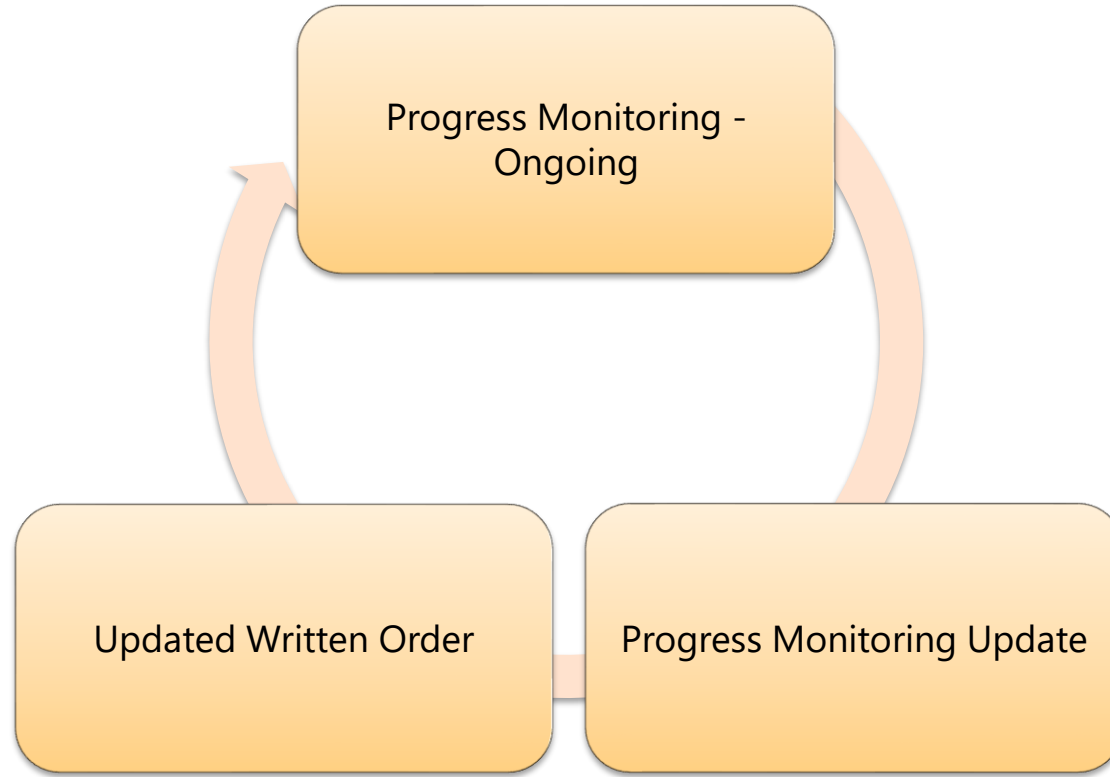 Progress Monitoring -
Ongoing
Updated Written Order
Progress Monitoring Update